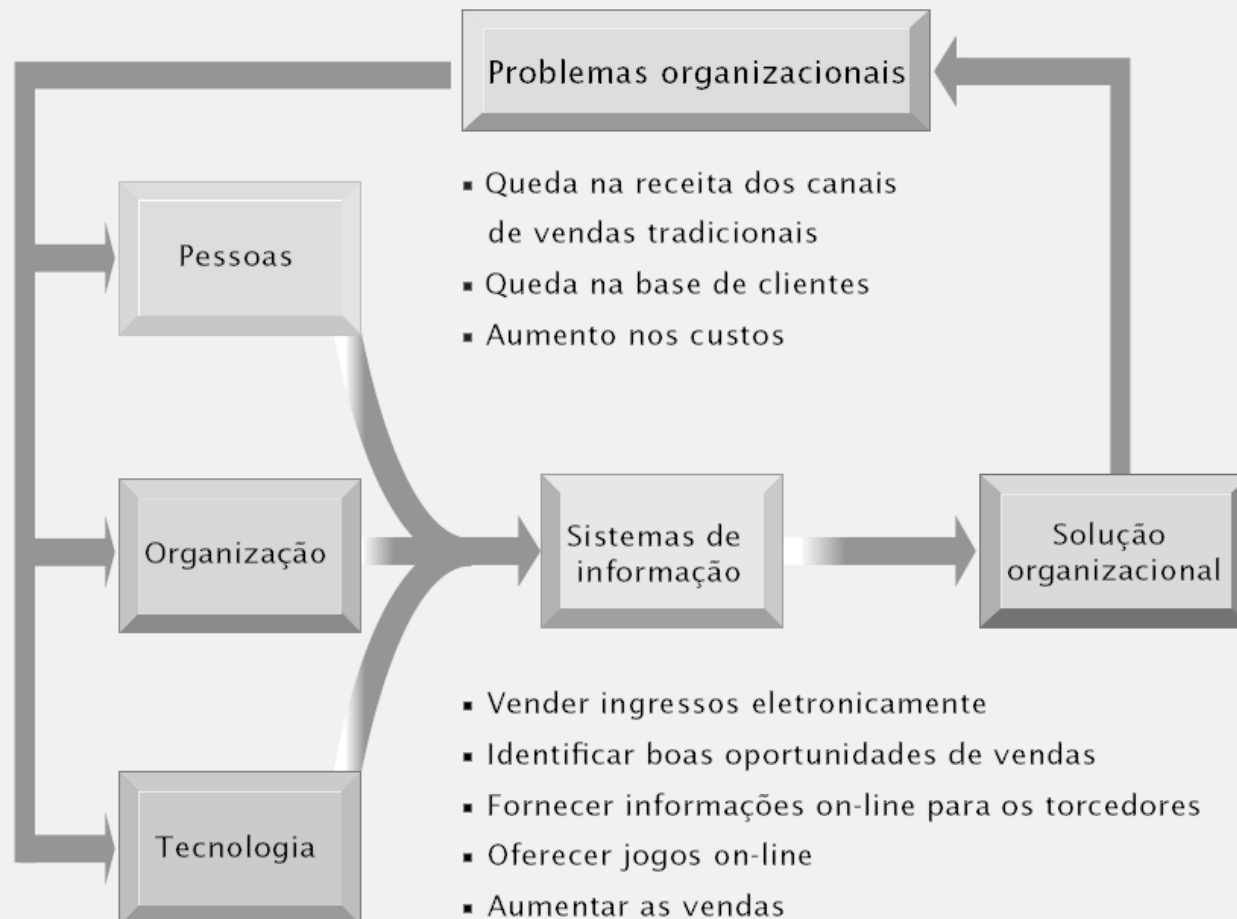 Problemas organizacionais
▪ Queda na receita dos canais
de vendas tradicionais
▪ Queda na base de clientes
▪ Aumento nos custos
Pessoas
Organização
Sistemas de
informação
Solução
organizacional
Tecnologia
▪ Vender ingressos eletronicamente
▪ Identificar boas oportunidades de vendas
▪ Fornecer informações on-line para os torcedores
▪ Oferecer jogos on-line
▪ Aumentar as vendas